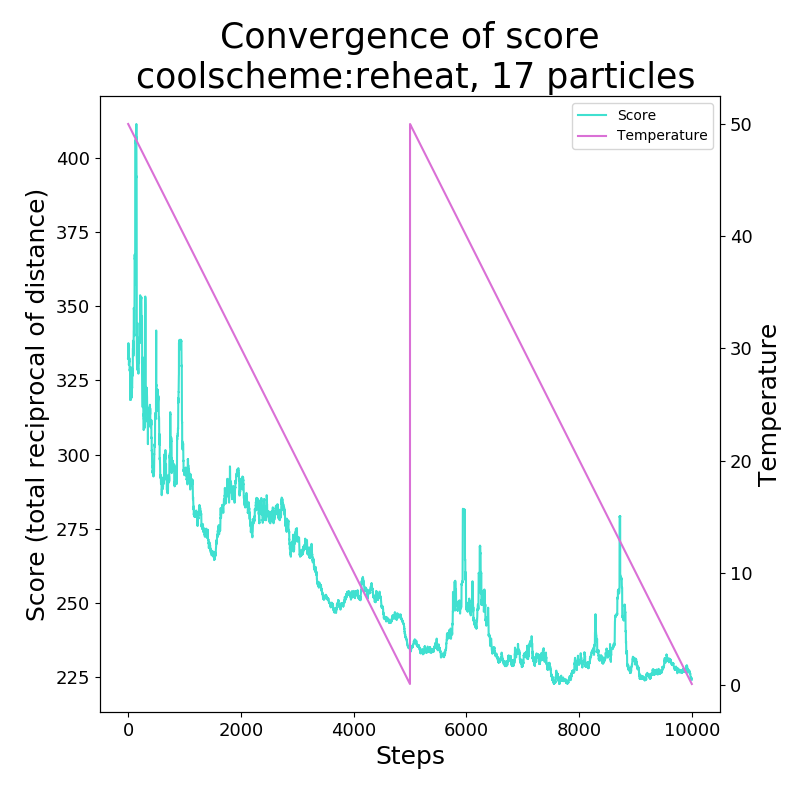 Convergence of score
coolscheme:reheat, 17 particles
Score
Temperature
Score (total reciprocal of distance)
400
375
350
325
300
275
250
225
50
40
30
20
10
0
Temperature
0
2000
4000
6000
8000
10000
Steps